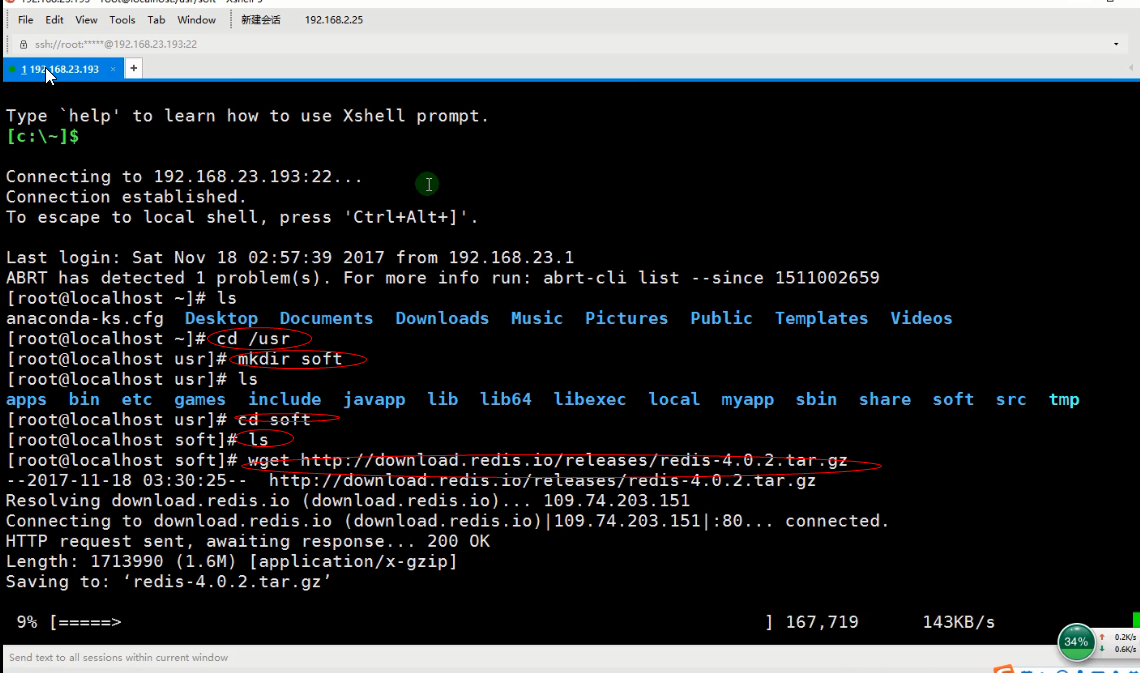 File Edit View Tools Tab Window 新建会话 192.168.2.25
ssh://root:*****@192.168.23.193:22
1 192.168.23.193 × +
Type `help' to learn how to use Xshell prompt.
[c:\~]$
Connecting to 192.168.23.193:22...
Connection established.
To escape to local shell, press 'Ctrl+Alt+]'.
Last login: Sat Nov 18 02:57:39 2017 from 192.168.23.1
ABRT has detected 1 problem(s). For more info run: abrt-cli list --since 1511002659
[root@localhost ~]# ls
anaconda-ks.cfg Desktop Documents Downloads Music Pictures Public Templates Videos
[root@localhost ~]# cd /usr
[root@localhost usr]# mkdir soft
[root@localhost usr]# ls
apps bin etc games include javapp lib lib64 libexec local myapp sbin share soft src tmp
[root@localhost usr]# cd soft
[root@localhost soft]# ls
[root@localhost soft]# wget http://download.redis.io/releases/redis-4.0.2.tar.gz
--2017-11-18 03:30:25-- http://download.redis.io/releases/redis-4.0.2.tar.gz
Resolving download.redis.io (download.redis.io)... 109.74.203.151
Connecting to download.redis.io (download.redis.io)|109.74.203.151|:80... connected.
HTTP request sent, awaiting response... 200 OK
Length: 1713990 (1.6M) [application/x-gzip]
Saving to: ‘redis-4.0.2.tar.gz’
9% [=====> ] 167,719 143KB/s
34% 0.2K/s
0.6K/s
Send text to all sessions within current window